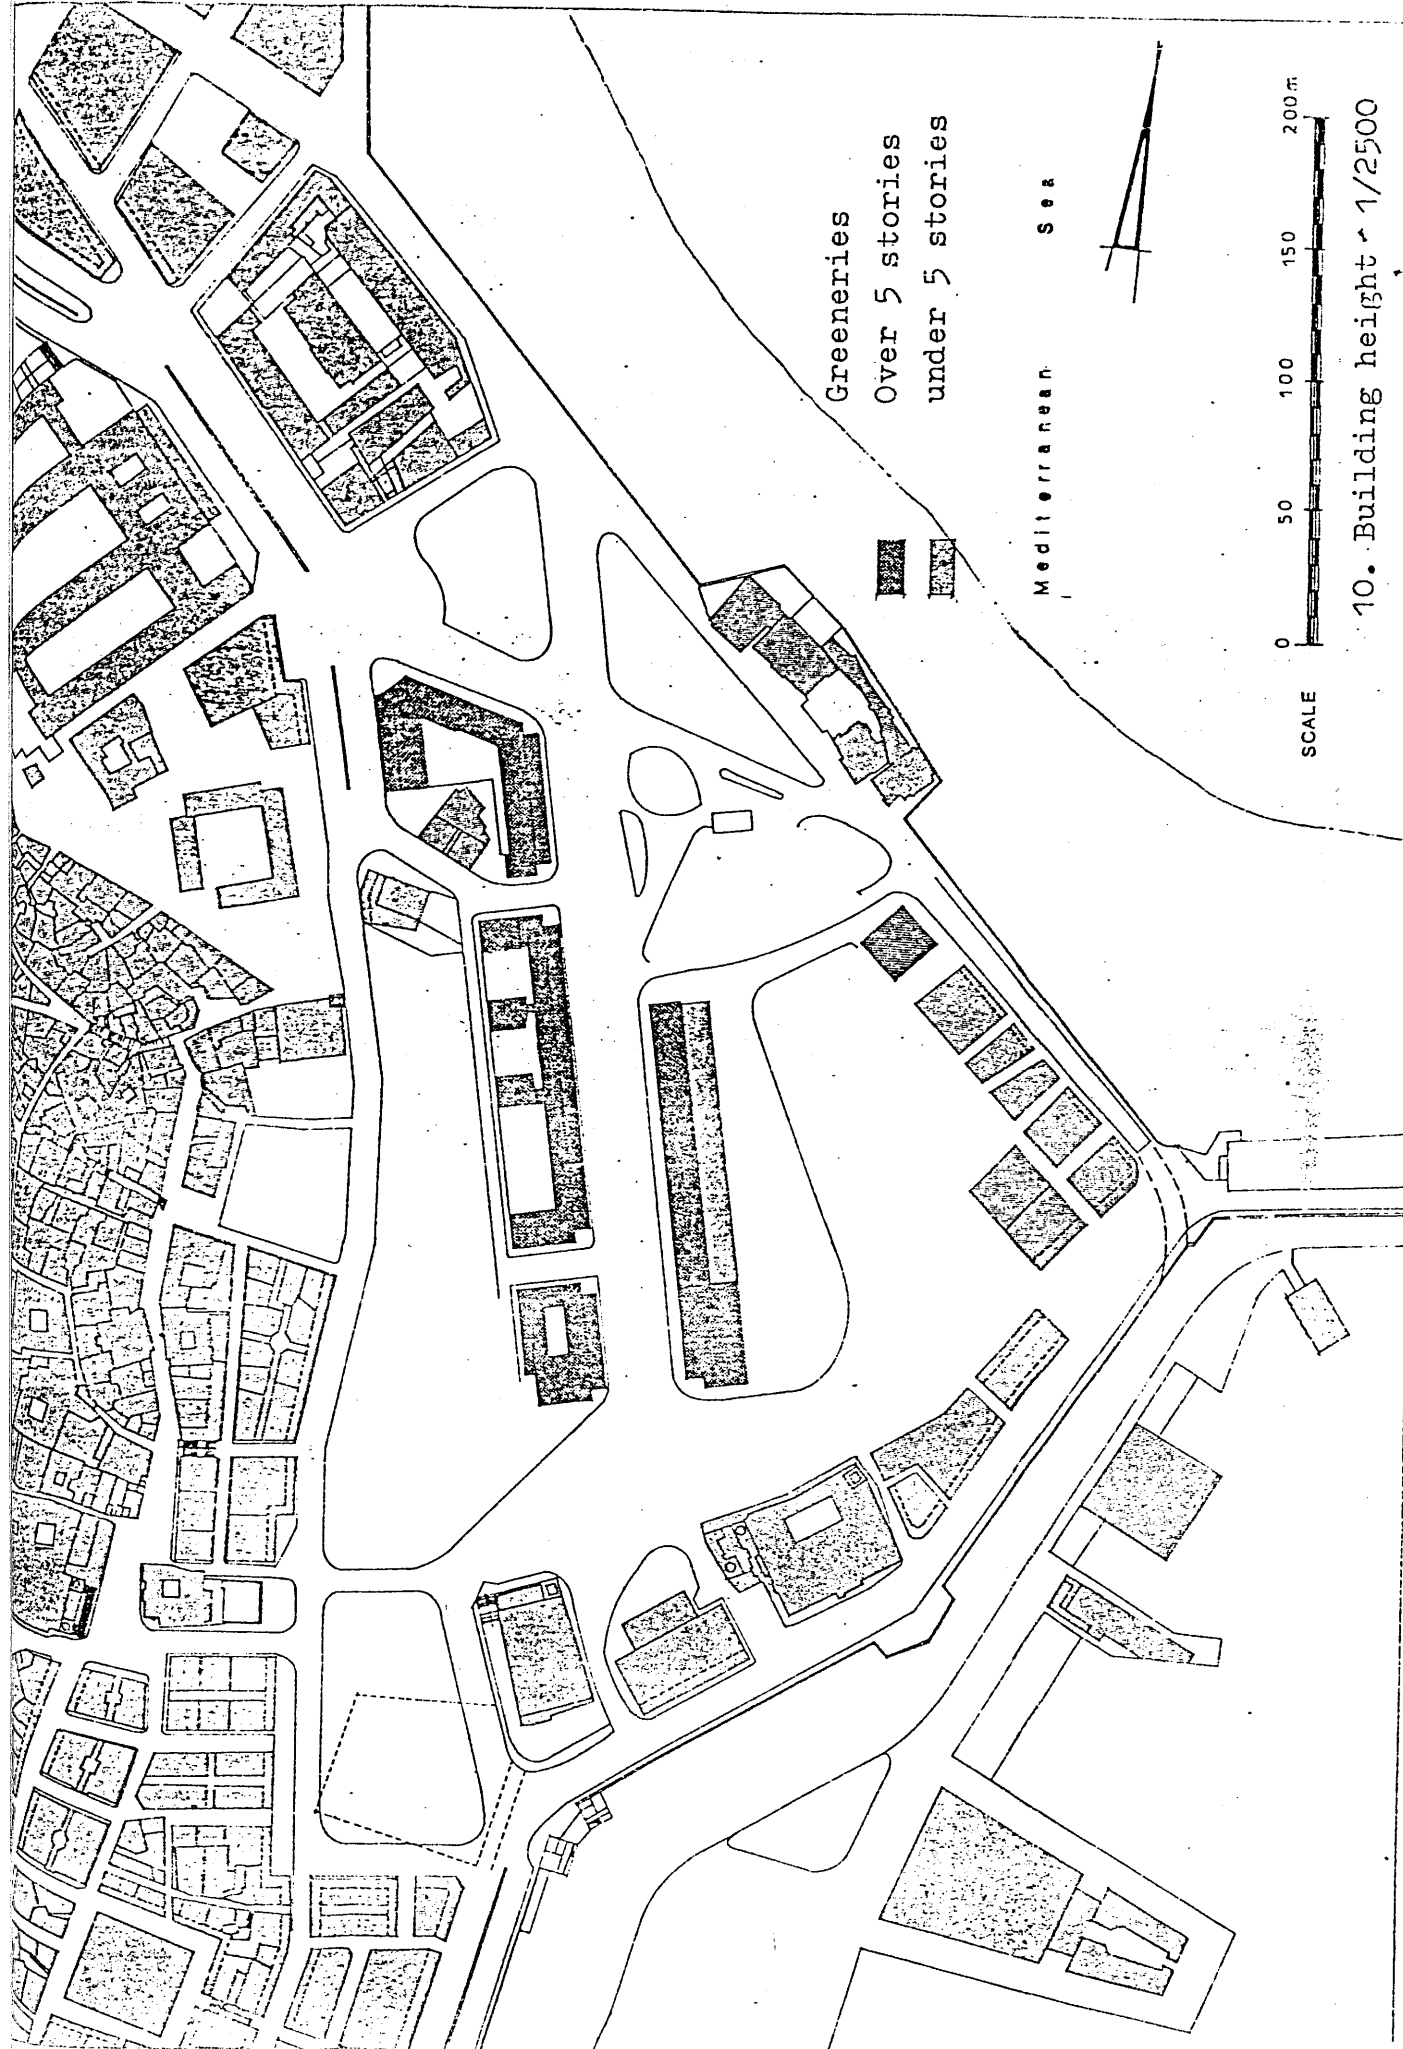 Greeneries
Over 5 stories
under 5 stories
Mediterranean Sea
SCALE 0 50 100 150 200m
10. Building height - 1/2500